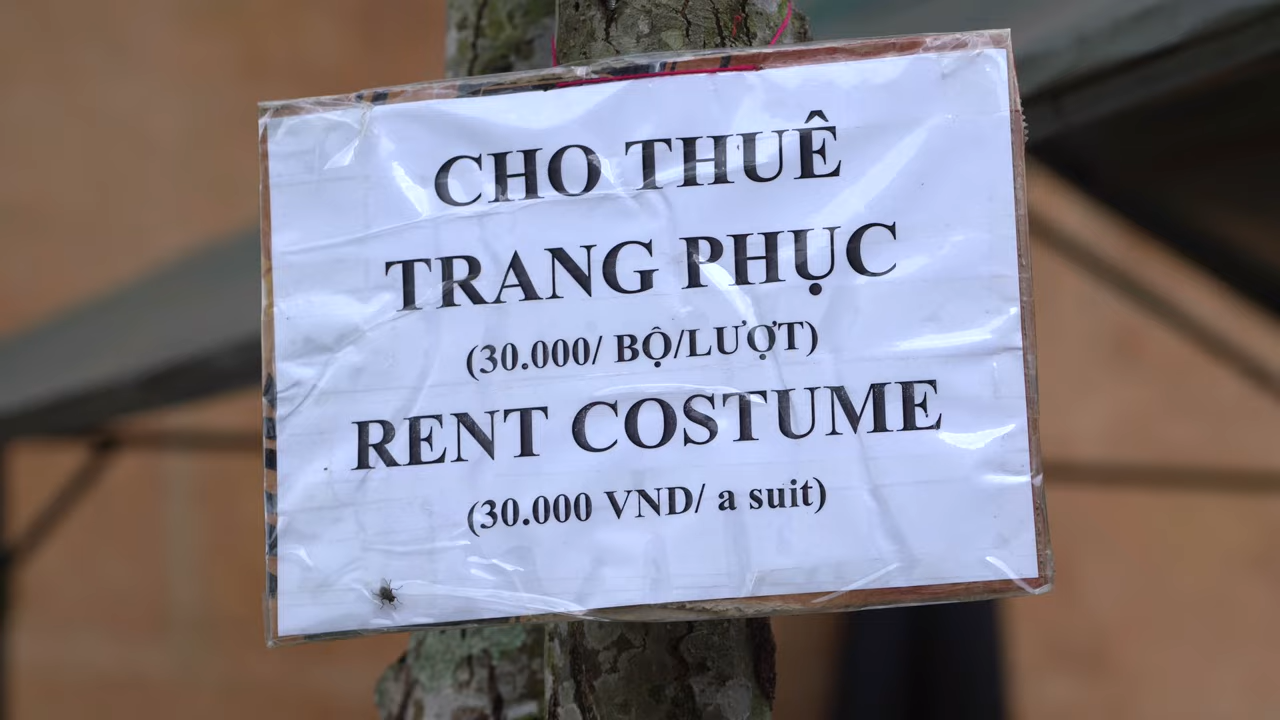 CHO THUÊ
TRANG PHỤC
(30.000/ BỘ/LƯỢT)
RENT COSTUME
(30.000 VND/ a suit)